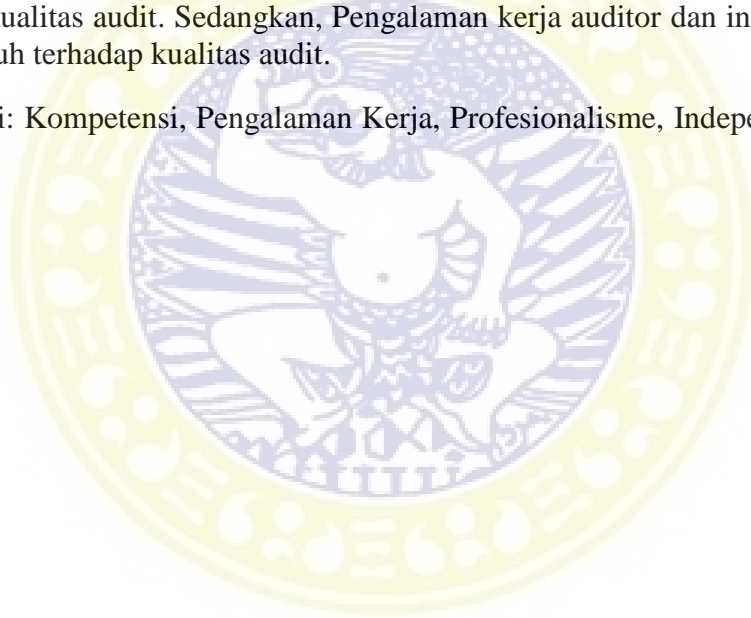 ualitas audit. Sedangkan, Pengalaman kerja auditor dan in
uh terhadap kualitas audit.
i: Kompetensi, Pengalaman Kerja, Profesionalisme, Indepe